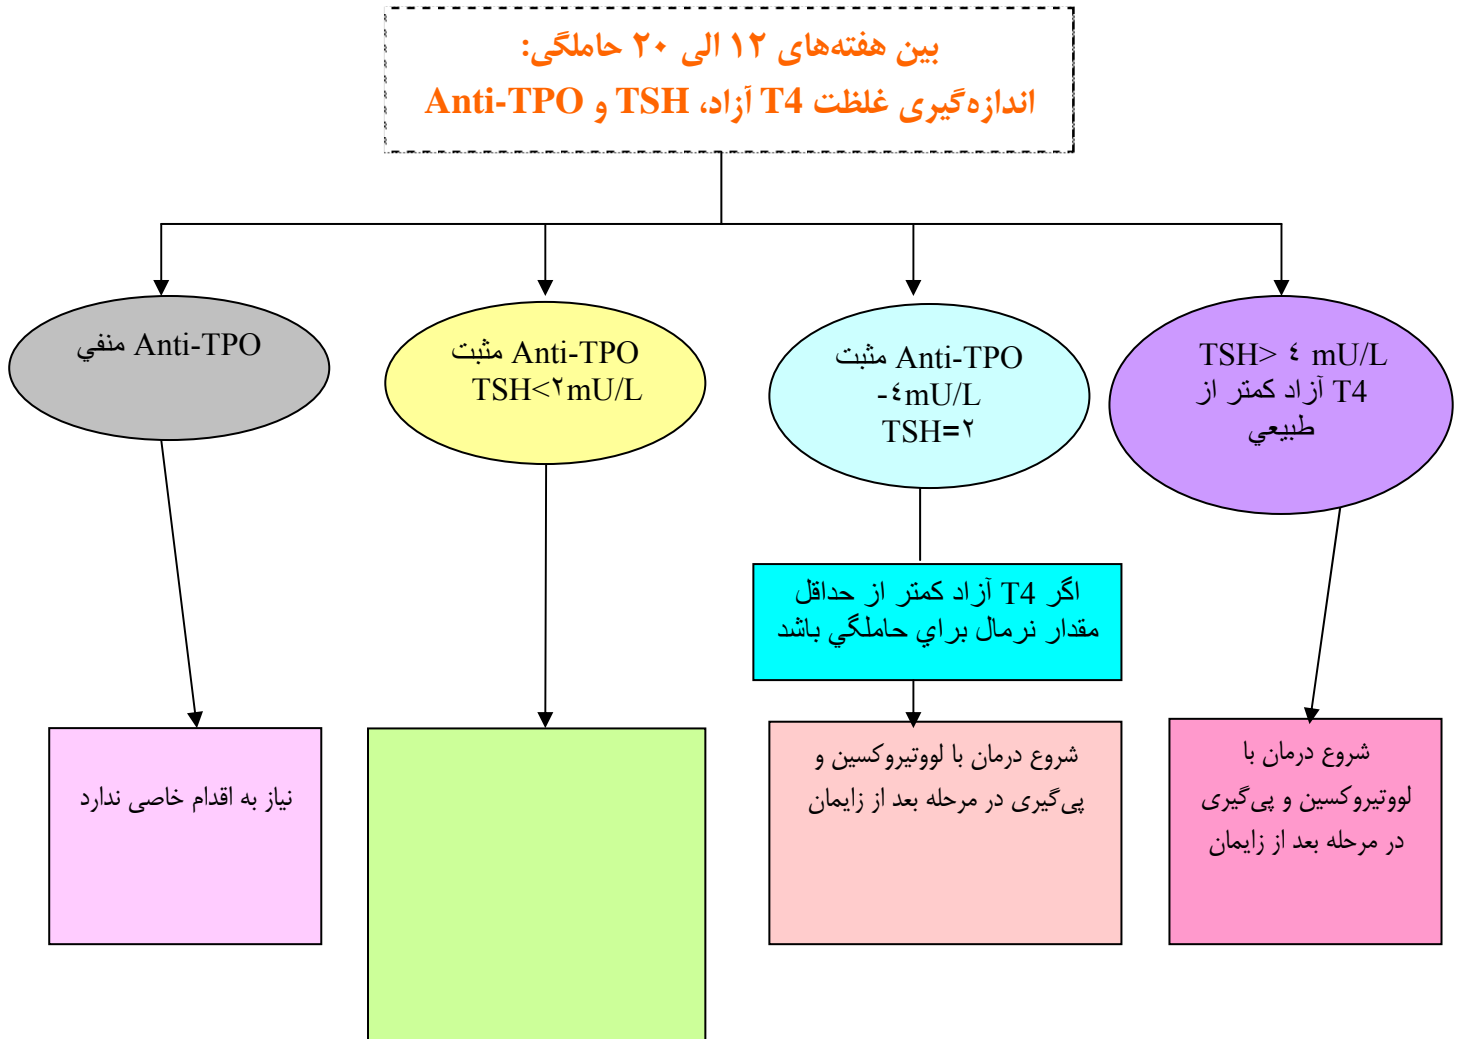 بین هفته‌های ۱۲ الی ۲۰ حاملگی:
اندازه‌گیری غلظت T4 آزاد، TSH و Anti-TPO
TSH> ٤ mU/L
T4 آزاد كمتر از
طبيعي
Anti-TPO مثبت
-٤mU/L
TSH=٢
Anti-TPO مثبت
TSH<٢mU/L
Anti-TPO منفي
اگر T4 آزاد كمتر از حداقل
مقدار نرمال براي حاملگي باشد
شروع درمان با
لووتیروکسین و پی‌گیری
در مرحله بعد از زایمان
شروع درمان با لووتیروکسین و
پی‌گیری در مرحله بعد از زایمان
نیاز به اقدام خاصی ندارد